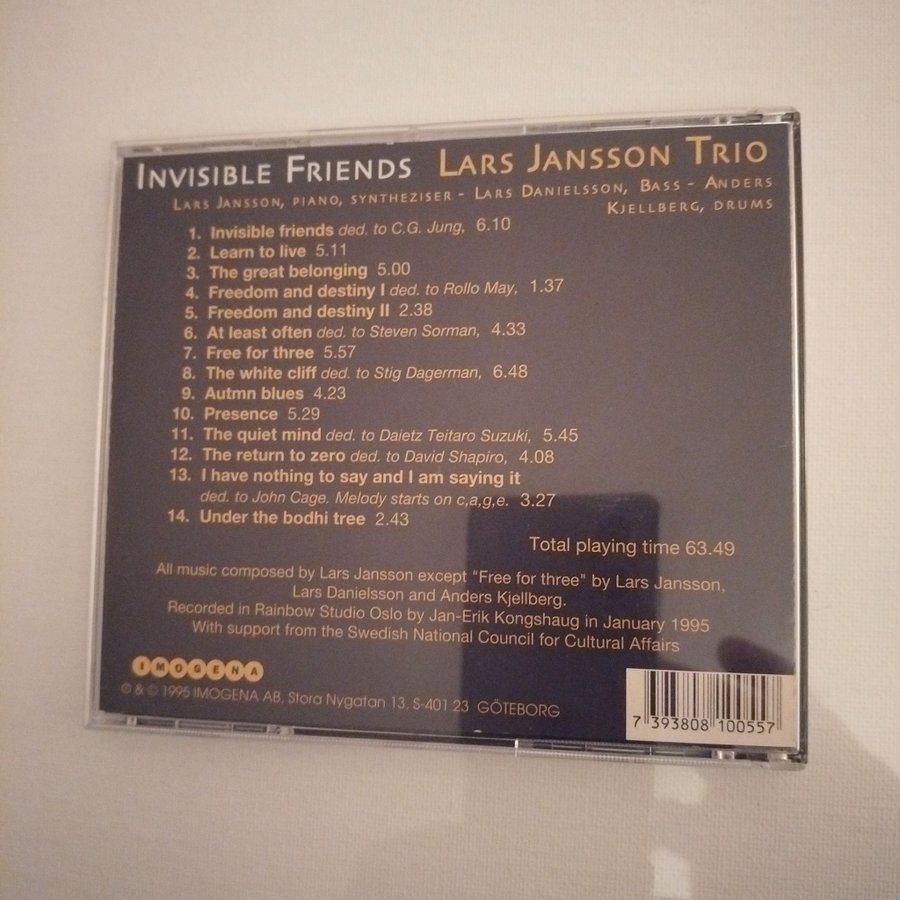 INVISIBLE FRIENDS LARS JANSSON TRIO
LARS JANSSON, PIANO, SYNTHEZISER - LARS DANIELSSON, BASS - ANDERS
KJELLBERG, DRUMS
1. Invisible friends ded. to C.G. Jung, 6.10
2. Learn to live 5.11
3. The great belonging 5.00
4. Freedom and destiny I ded. to Rollo May, 1.37
5. Freedom and destiny II 2.38
6. At least often ded. to Steven Sorman, 4.33
7. Free for three 5.57
8. The white cliff ded. to Stig Dagerman, 6.48
9. Autmn blues 4.23
10. Presence 5.29
11. The quiet mind ded. to Daietz Teitaro Suzuki, 5.45
12. The return to zero ded. to David Shapiro, 4.08
13. I have nothing to say and I am saying it
ded. to John Cage. Melody starts on c,a,g,e. 3.27
14. Under the bodhi tree 2.43
Total playing time 63.49
All music composed by Lars Jansson except "Free for three" by Lars Jansson,
Lars Danielsson and Anders Kjellberg.
Recorded in Rainbow Studio Oslo by Jan-Erik Kongshaug in January 1995
With support from the Swedish National Council for Cultural Affairs
IMOGENA
℗ & © 1995 IMOGENA AB, Stora Nygatan 13, S-401 23 GÖTEBORG
7 393808 100557